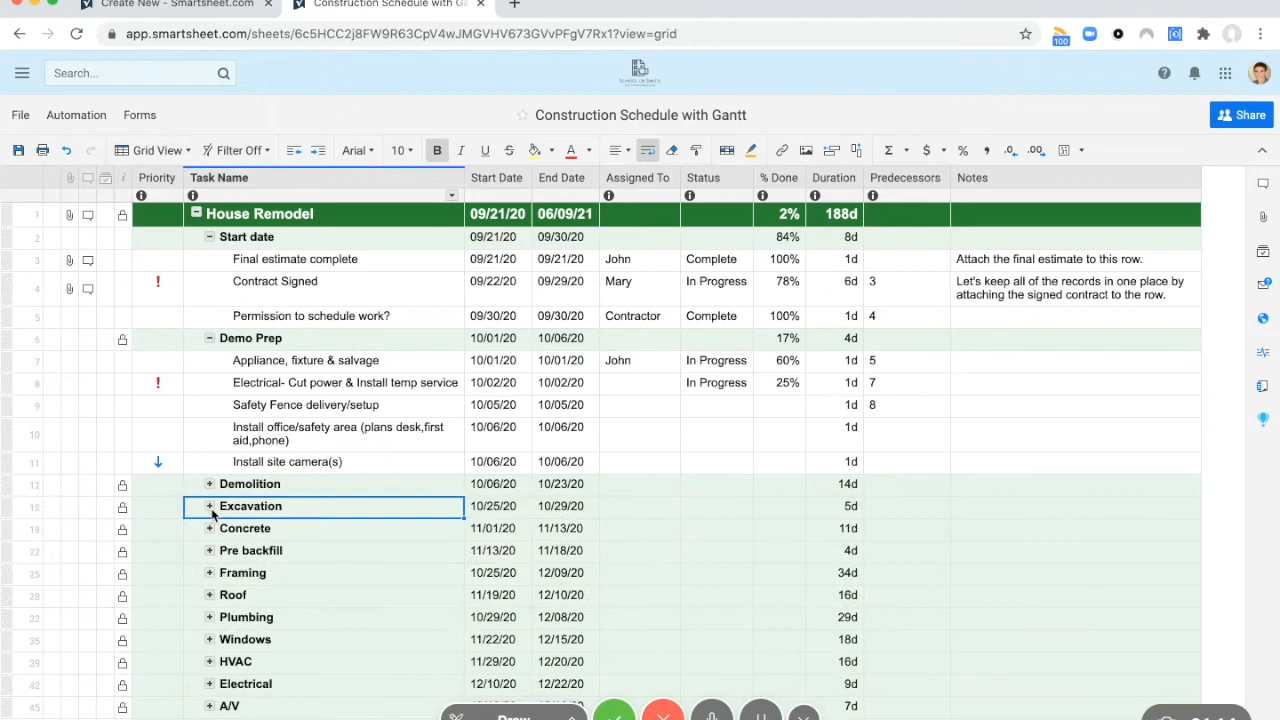 Create New - Smartsheet.com
Construction Schedule with Ga
app.smartsheet.com/sheets/6c5HCC2j8FW9R63CpV4wJMGVHV673GVvPFgV7Rx1?view=grid
100
Search...
SCHOOL OF SHEETS
File Automation Forms
Construction Schedule with Gantt
Share
Grid View Filter Off Arial 10 B I U S A Σ $ % , .0 .00
Priority Task Name Start Date End Date Assigned To Status % Done Duration Predecessors Notes
1 House Remodel 09/21/20 06/09/21 2% 188d
2 Start date 09/21/20 09/30/20 84% 8d
3 Final estimate complete 09/21/20 09/21/20 John Complete 100% 1d Attach the final estimate to this row.
4 ! Contract Signed 09/22/20 09/29/20 Mary In Progress 78% 6d 3 Let's keep all of the records in one place by
attaching the signed contract to the row.
5 Permission to schedule work? 09/30/20 09/30/20 Contractor Complete 100% 1d 4
6 Demo Prep 10/01/20 10/06/20 17% 4d
7 Appliance, fixture & salvage 10/01/20 10/01/20 John In Progress 60% 1d 5
8 ! Electrical- Cut power & Install temp service 10/02/20 10/02/20 In Progress 25% 1d 7
9 Safety Fence delivery/setup 10/05/20 10/05/20 1d 8
10 Install office/safety area (plans desk,first 10/06/20 10/06/20 1d
aid,phone)
11 Install site camera(s) 10/06/20 10/06/20 1d
Demolition 10/06/20 10/23/20 14d
Excavation 10/25/20 10/29/20 5d
Concrete 11/01/20 11/13/20 11d
22 Pre backfill 11/13/20 11/18/20 4d
25 Framing 10/25/20 12/09/20 34d
Roof 11/19/20 12/10/20 16d
Plumbing 10/29/20 12/08/20 29d
Windows 11/22/20 12/15/20 18d
HVAC 11/29/20 12/20/20 16d
42 Electrical 12/10/20 12/22/20 9d
45 A/V 7d
Draw